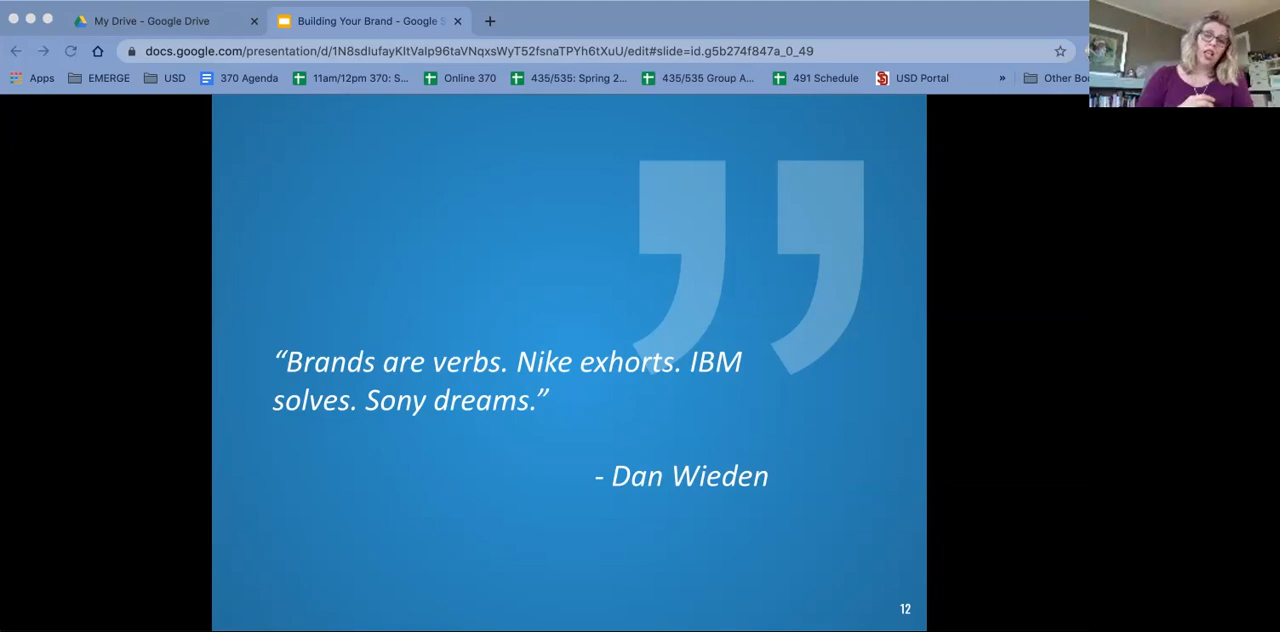 My Drive - Google Drive
Building Your Brand - Google S
docs.google.com/presentation/d/1N8sdIufayKItVaIp96taVNqxsWyT52fsnaTPYh6tXuU/edit#slide=id.g5b274f847a_0_49
Apps EMERGE USD 370 Agenda 11am/12pm 370: S... Online 370 435/535: Spring 2... 435/535 Group A... 491 Schedule USD Portal » Other Bo
“Brands are verbs. Nike exhorts. IBM
solves. Sony dreams.”
- Dan Wieden
12